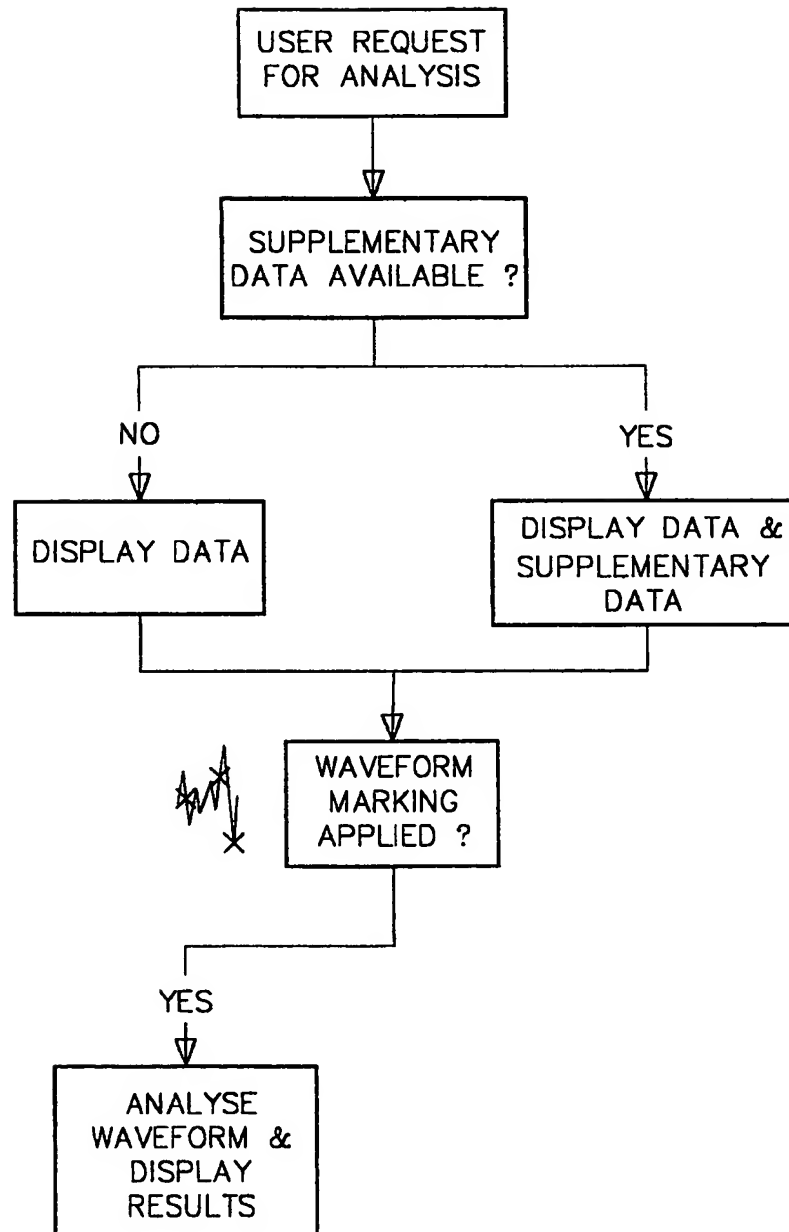 USER REQUEST
FOR ANALYSIS
SUPPLEMENTARY
DATA AVAILABLE ?
NO
YES
DISPLAY DATA
DISPLAY DATA &
SUPPLEMENTARY
DATA
WAVEFORM
MARKING
APPLIED ?
YES
ANALYSE
WAVEFORM &
DISPLAY
RESULTS